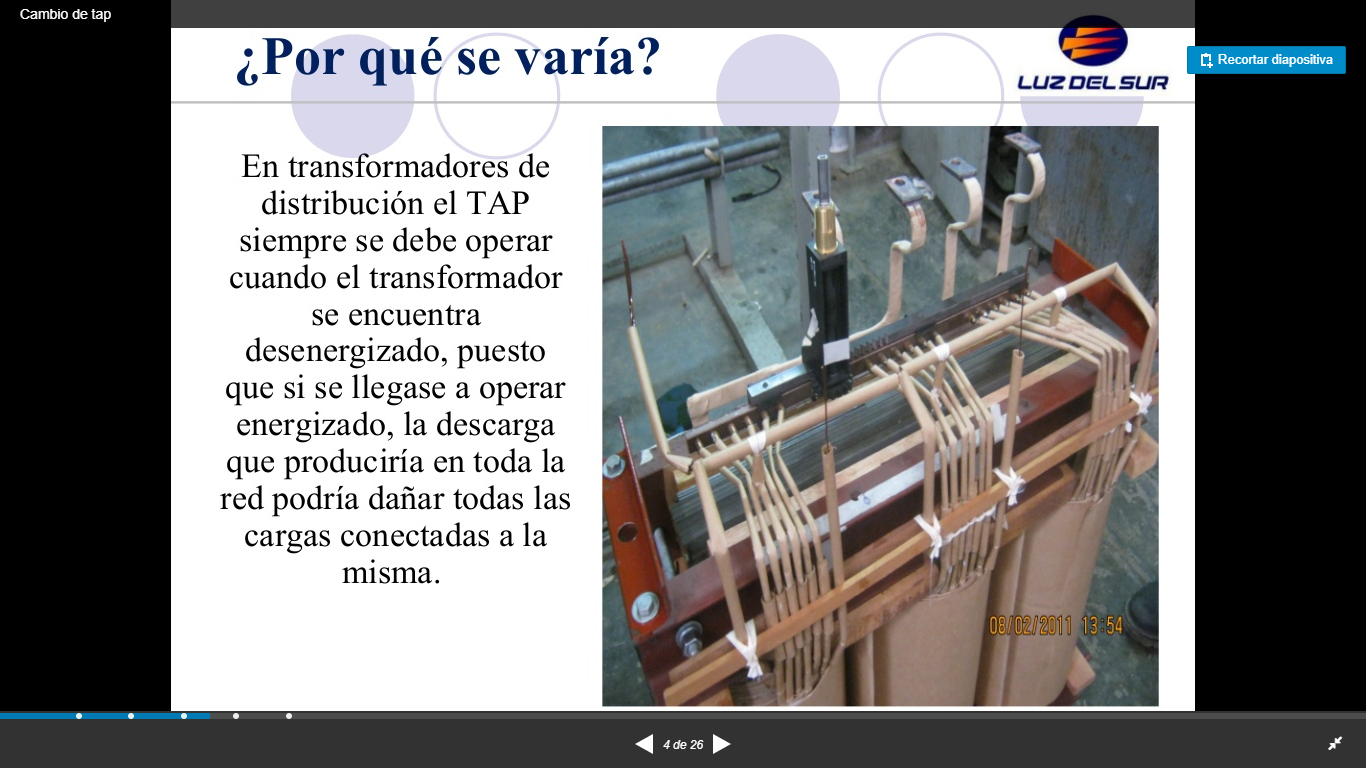 Cambio de tap
¿Por qué se varía?
LUZ DEL SUR
Recortar diapositiva
En transformadores de
distribución el TAP
siempre se debe operar
cuando el transformador
se encuentra
desenergizado, puesto
que si se llegase a operar
energizado, la descarga
que produciría en toda la
red podría dañar todas las
cargas conectadas a la
misma.
08/02/2011 13:54
4 de 26